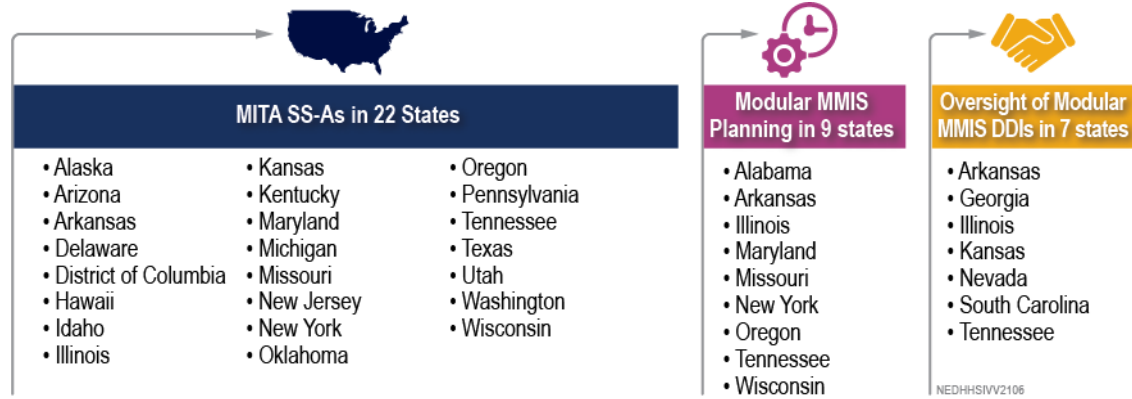 MITA SS-As in 22 States
• Alaska
• Arizona
• Arkansas
• Delaware
• District of Columbia
• Hawaii
• Idaho
• Illinois
• Kansas
• Kentucky
• Maryland
• Michigan
• Missouri
• New Jersey
• New York
• Oklahoma
• Oregon
• Pennsylvania
• Tennessee
• Texas
• Utah
• Washington
• Wisconsin
Modular MMIS
Planning in 9 states
• Alabama
• Arkansas
• Illinois
• Maryland
• Missouri
• New York
• Oregon
• Tennessee
• Wisconsin
Oversight of Modular
MMIS DDIs in 7 states
• Arkansas
• Georgia
• Illinois
• Kansas
• Nevada
• South Carolina
• Tennessee
NEDHHSIVV2106